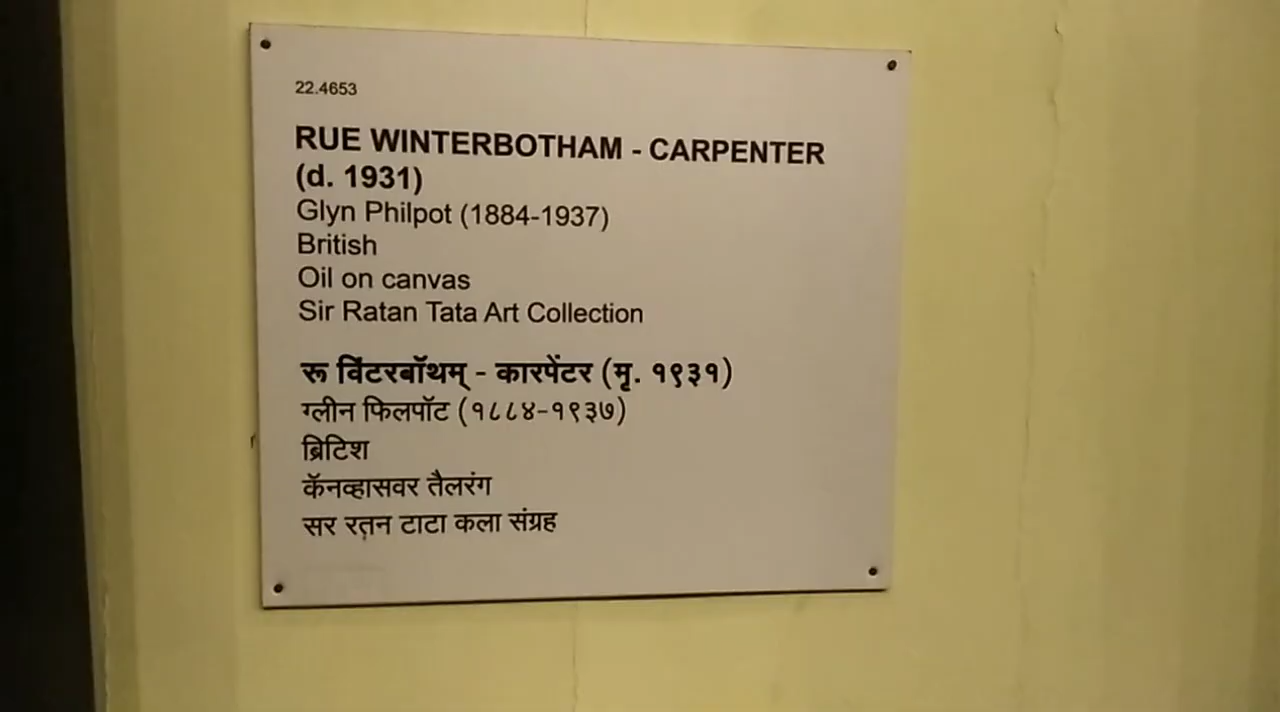 22.4653
RUE WINTERBOTHAM - CARPENTER
(d. 1931)
Glyn Philpot (1884-1937)
British
Oil on canvas
Sir Ratan Tata Art Collection
रू विंटरबॉथम् - कारपेंटर (मृ. १९३१)
ग्लीन फिलपॉट (१८८४-१९३७)
ब्रिटिश
कॅनव्हासवर तैलरंग
सर रतन टाटा कला संग्रह